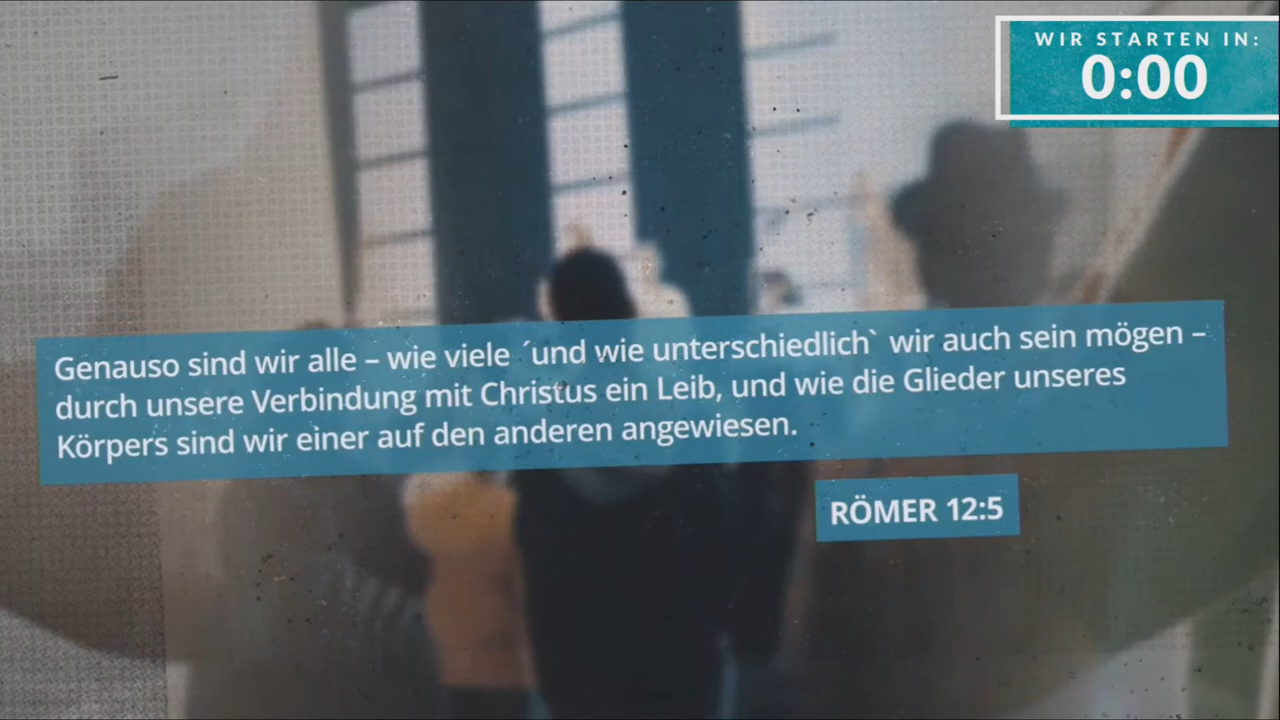 WIR STARTEN IN:
0:00
Genauso sind wir alle – wie viele ´und wie unterschiedlich` wir auch sein mögen –
durch unsere Verbindung mit Christus ein Leib, und wie die Glieder unseres
Körpers sind wir einer auf den anderen angewiesen.
RÖMER 12:5